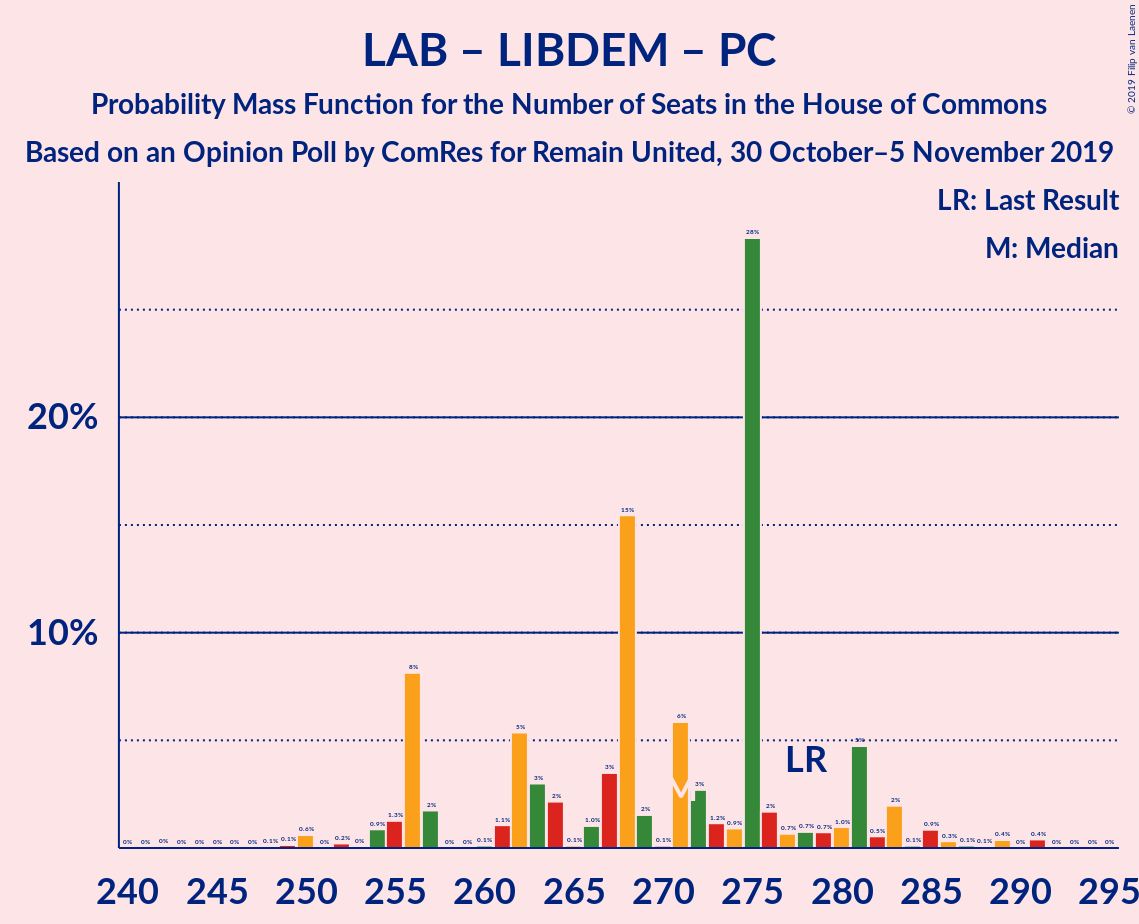 LAB – LIBDEM – PC
Probability Mass Function for the Number of Seats in the House of Commons
Based on an Opinion Poll by ComRes for Remain United, 30 October–5 November 2019
© 2019 Filip van Laenen
LR: Last Result
M: Median
20%
10%
0% 0% 0% 0% 0% 0% 0% 0% 0.1% 0.1% 0.6% 0% 0.2% 0% 0.9% 1.3% 8% 2% 0% 0% 0.1% 1.1% 5% 3% 2% 0.1% 1.0% 3% 15% 2% 0.1% 6% 3% 1.2% 0.9% 28% 2% 0.7% 0.7% 0.7% 1.0% 5% 0.5% 2% 0.1% 0.9% 0.3% 0.1% 0.1% 0.4% 0% 0.4% 0% 0% 0% 0%
M
LR
240 245 250 255 260 265 270 275 280 285 290 295